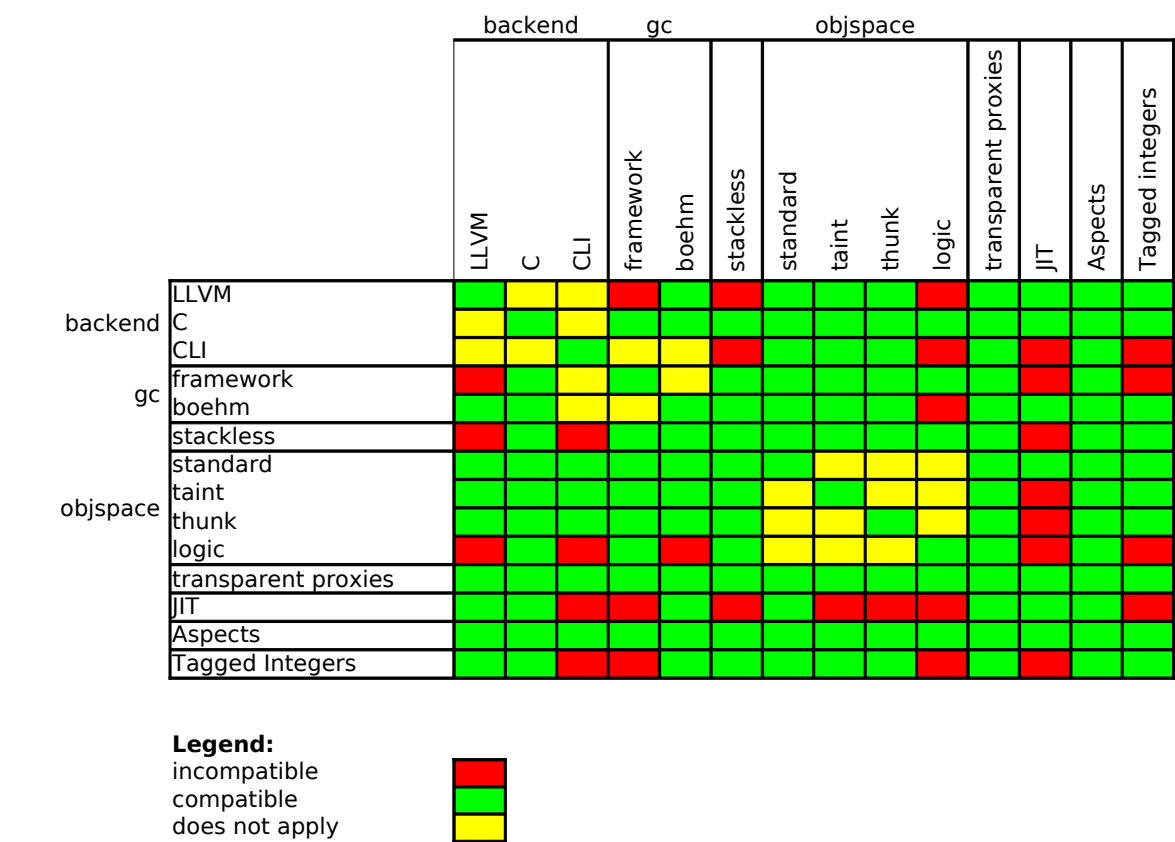 backend gc objspace
LLVM
C
CLI
framework
boehm
stackless
standard
taint
thunk
logic
transparent proxies
JIT
Aspects
Tagged integers
LLVM
backend C
CLI
framework
gc
boehm
stackless
standard
taint
objspace
thunk
logic
transparent proxies
JIT
Aspects
Tagged Integers
Legend:
incompatible
compatible
does not apply